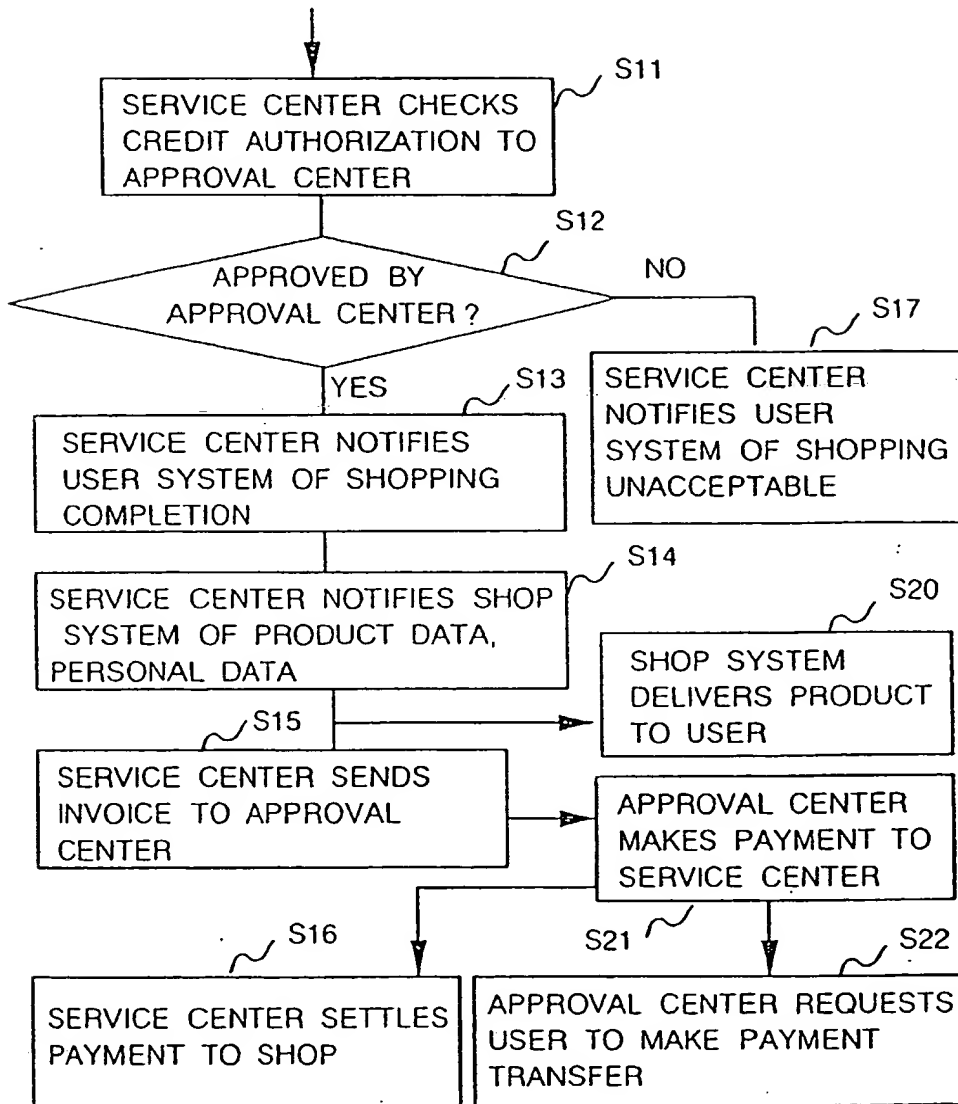 S11
SERVICE CENTER CHECKS
CREDIT AUTHORIZATION TO
APPROVAL CENTER
S12
APPROVED BY
APPROVAL CENTER?
NO
YES
S17
SERVICE CENTER
NOTIFIES USER
SYSTEM OF SHOPPING
UNACCEPTABLE
S13
SERVICE CENTER NOTIFIES
USER SYSTEM OF SHOPPING
COMPLETION
S14
SERVICE CENTER NOTIFIES SHOP
SYSTEM OF PRODUCT DATA,
PERSONAL DATA
S20
SHOP SYSTEM
DELIVERS PRODUCT
TO USER
S15
SERVICE CENTER SENDS
INVOICE TO APPROVAL
CENTER
APPROVAL CENTER
MAKES PAYMENT TO
SERVICE CENTER
S21
S16
SERVICE CENTER SETTLES
PAYMENT TO SHOP
S22
APPROVAL CENTER REQUESTS
USER TO MAKE PAYMENT
TRANSFER